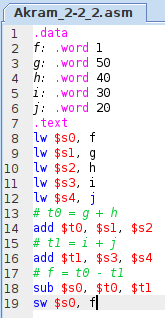 Akram_2-2_2.asm
1 .data
2 f: .word 1
3 g: .word 50
4 h: .word 40
5 i: .word 30
6 j: .word 20
7 .text
8 lw $s0, f
9 lw $s1, g
10 lw $s2, h
11 lw $s3, i
12 lw $s4, j
13 # t0 = g + h
14 add $t0, $s1, $s2
15 # t1 = i + j
16 add $t1, $s3, $s4
17 # f = t0 - t1
18 sub $s0, $t0, $t1
19 sw $s0, f